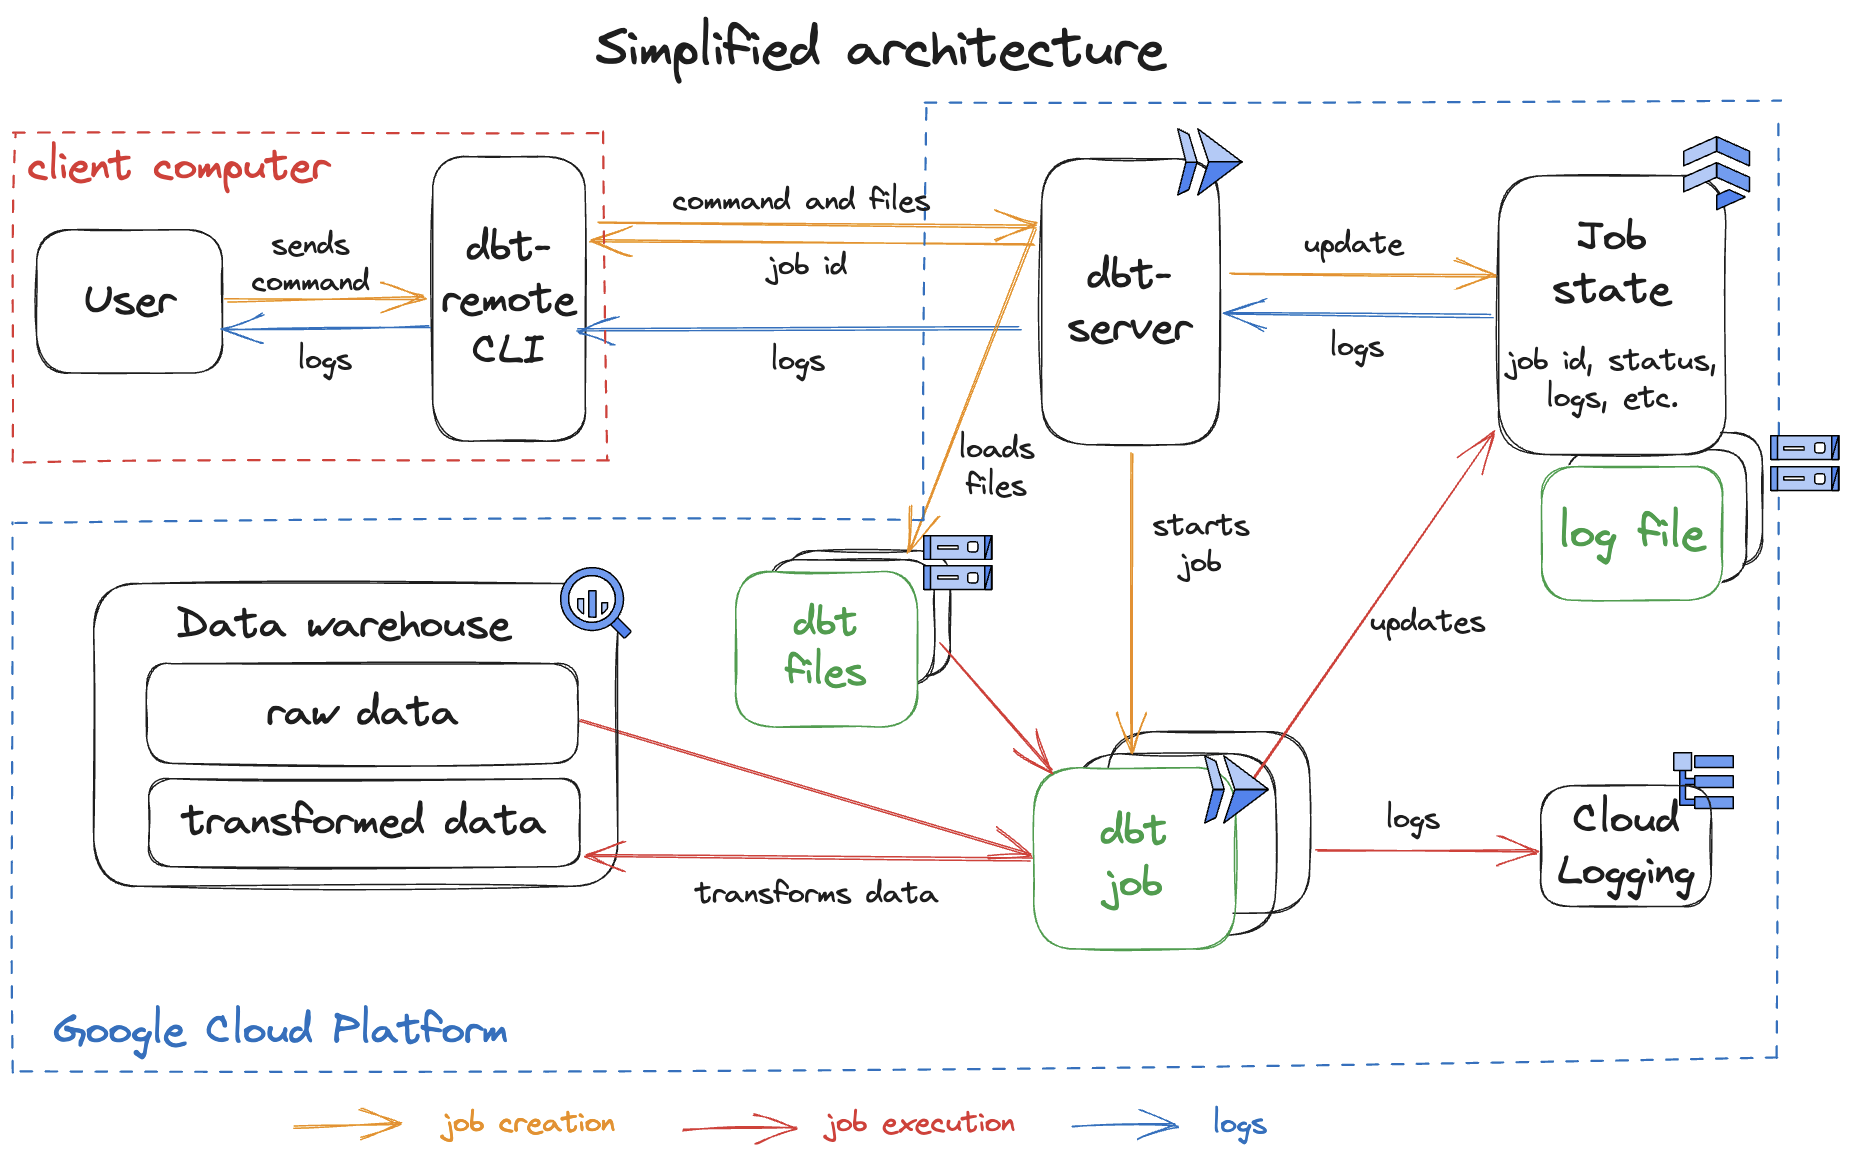 Simplified architecture
client computer
User
sends
command
logs
dbt-
remote
CLI
command and files
job id
logs
dbt-
server
update
logs
Job
state
job id, status,
logs, etc.
log file
loads
files
starts
job
updates
dbt
files
Data warehouse
raw data
transformed data
transforms data
dbt
job
logs
Cloud
Logging
Google Cloud Platform
job creation
job execution
logs